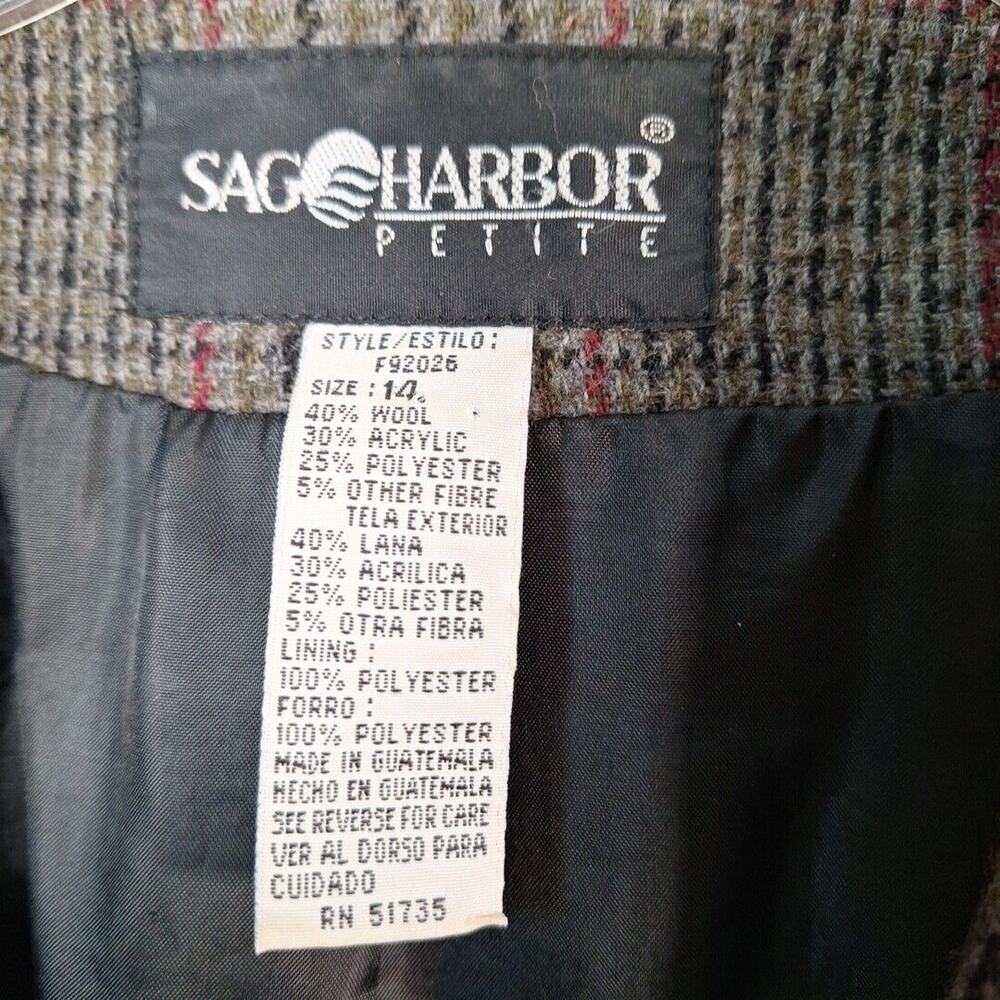 SAG HARBOR®
PETITE
STYLE/ESTILO:
F92026
SIZE: 14
40% WOOL
30% ACRYLIC
25% POLYESTER
5% OTHER FIBRE
TELA EXTERIOR
40% LANA
30% ACRILICA
25% POLIESTER
5% OTRA FIBRA
LINING:
100% POLYESTER
FORRO:
100% POLYESTER
MADE IN GUATEMALA
HECHO EN GUATEMALA
SEE REVERSE FOR CARE
VER AL DORSO PARA
CUIDADO
RN 51735